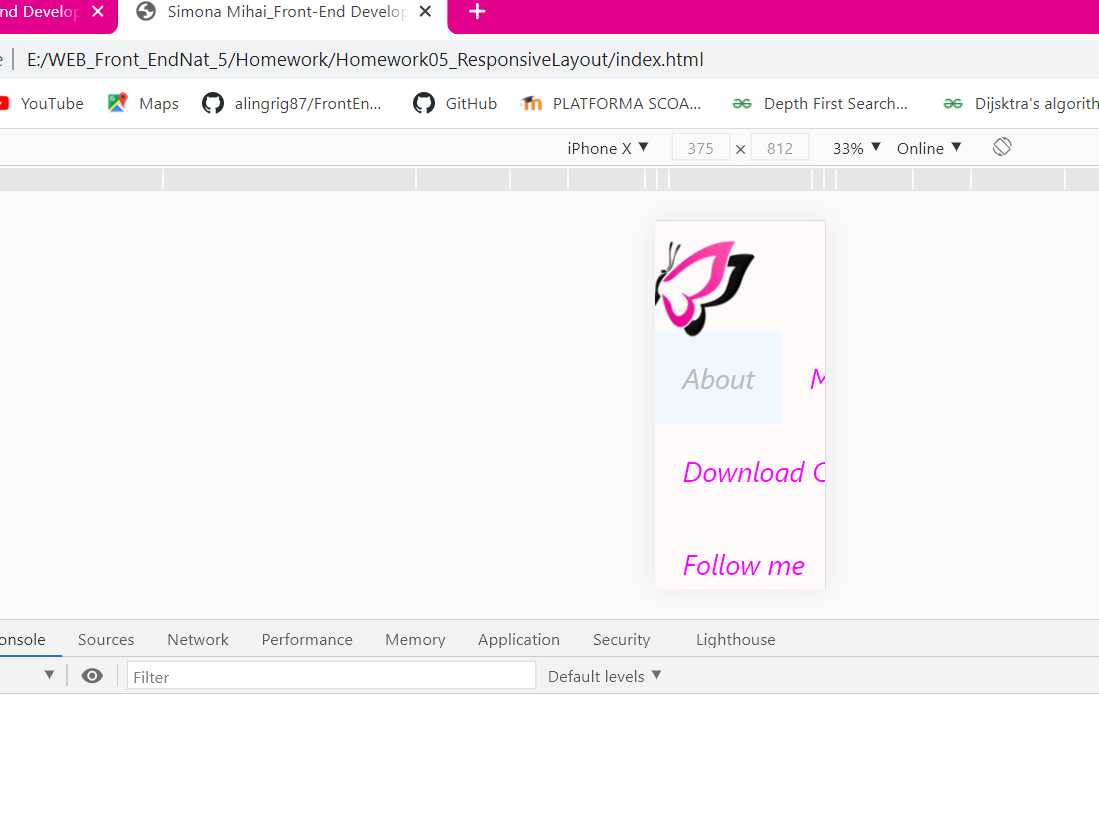 nd Develop Simona Mihai_Front-End Develop
E:/WEB_Front_EndNat_5/Homework/Homework05_ResponsiveLayout/index.html
YouTube Maps alingrig87/FrontEn... GitHub PLATFORMA SCOA... Depth First Search... Dijsktra's algorith
iPhone X 375 × 812 33% Online
About M
Download C
Follow me
onsole Sources Network Performance Memory Application Security Lighthouse
Filter Default levels